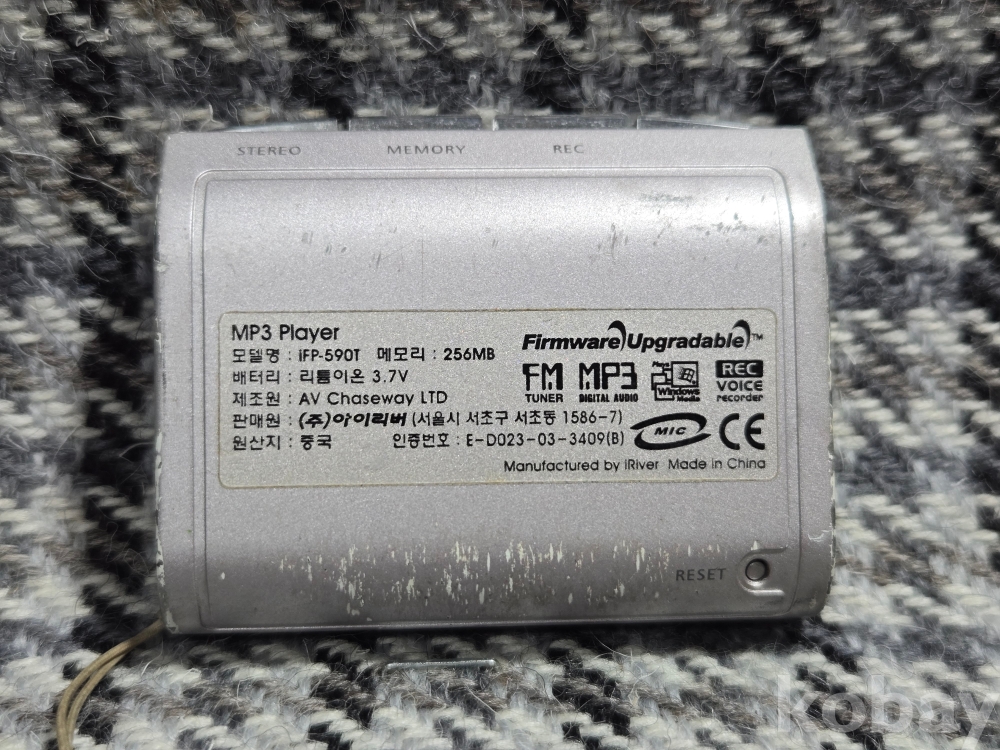 STEREO MEMORY REC
MP3 Player
모델명 : iFP-590T 메모리 : 256MB
배터리 : 리튬이온 3.7V
제조원 : AV Chaseway LTD
판매원 : (주)아이리버 (서울시 서초구 서초동 1586-7)
원산지 : 중국 인증번호 : E-D023-03-3409(B)
Firmware Upgradable™
FM TUNER
MP3 DIGITAL AUDIO
Plays Windows Media
REC VOICE recorder
MIC CE
Manufactured by iRiver Made in China
RESET
kobay